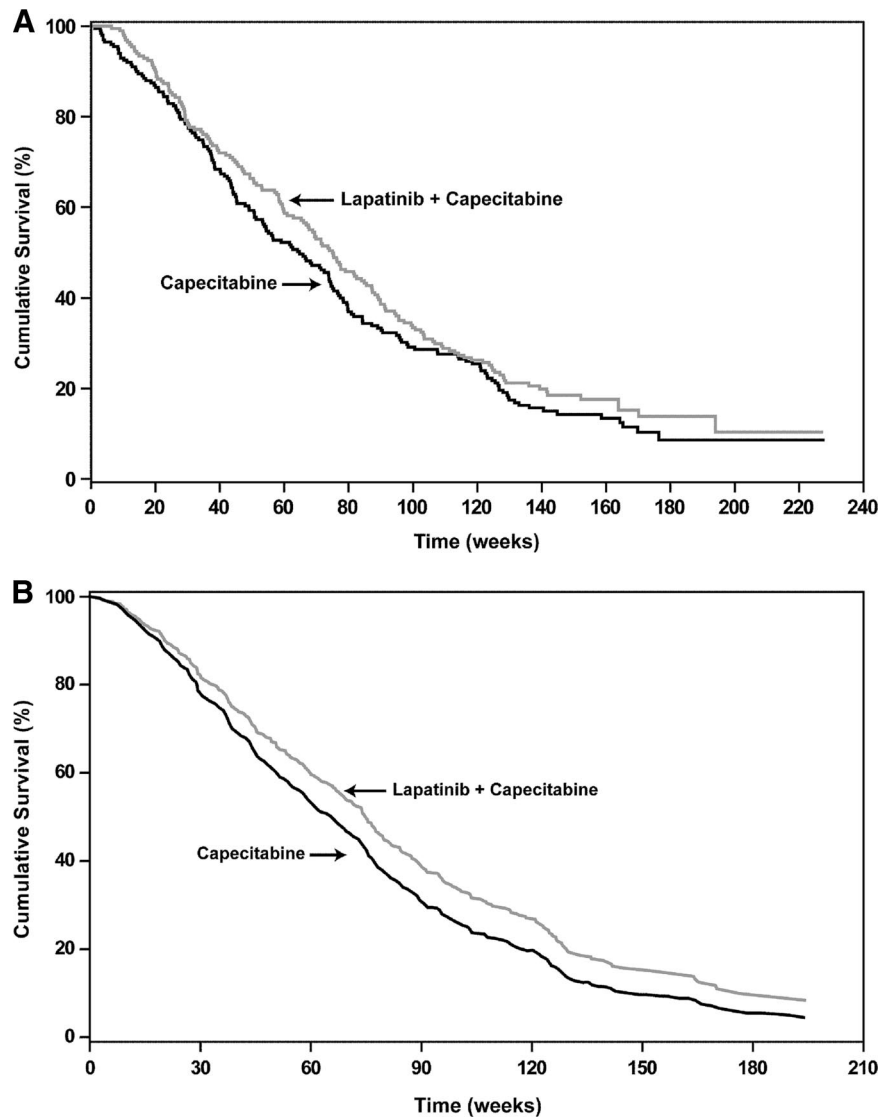 A
Cumulative Survival (%)
100
80
60
40
20
0
Lapatinib + Capecitabine
Capecitabine
0 20 40 60 80 100 120 140 160 180 200 220 240
Time (weeks)
B
Cumulative Survival (%)
100
80
60
40
20
0
Lapatinib + Capecitabine
Capecitabine
0 30 60 90 120 150 180 210
Time (weeks)